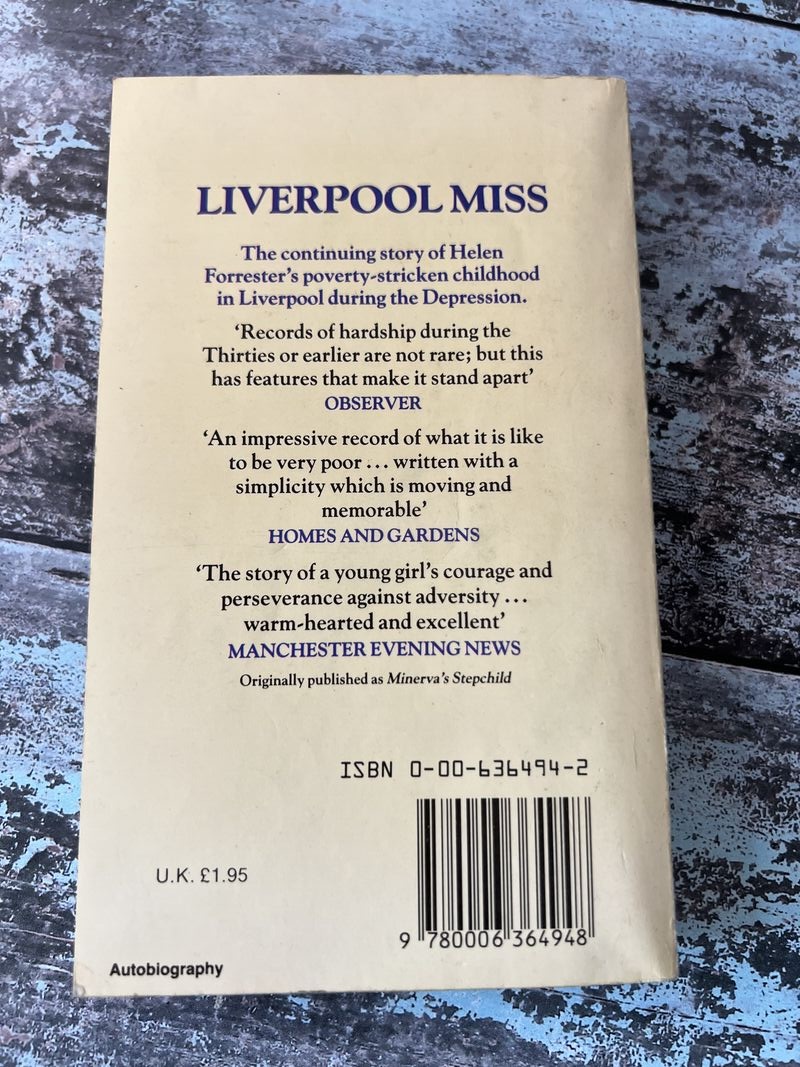 LIVERPOOL MISS
The continuing story of Helen
Forrester's poverty-stricken childhood
in Liverpool during the Depression.
‘Records of hardship during the
Thirties or earlier are not rare; but this
has features that make it stand apart’
OBSERVER
‘An impressive record of what it is like
to be very poor ... written with a
simplicity which is moving and
memorable’
HOMES AND GARDENS
‘The story of a young girl's courage and
perseverance against adversity ...
warm-hearted and excellent’
MANCHESTER EVENING NEWS
Originally published as Minerva's Stepchild
ISBN 0-00-636494-2
U.K. £1.95
9 780006 364948
Autobiography